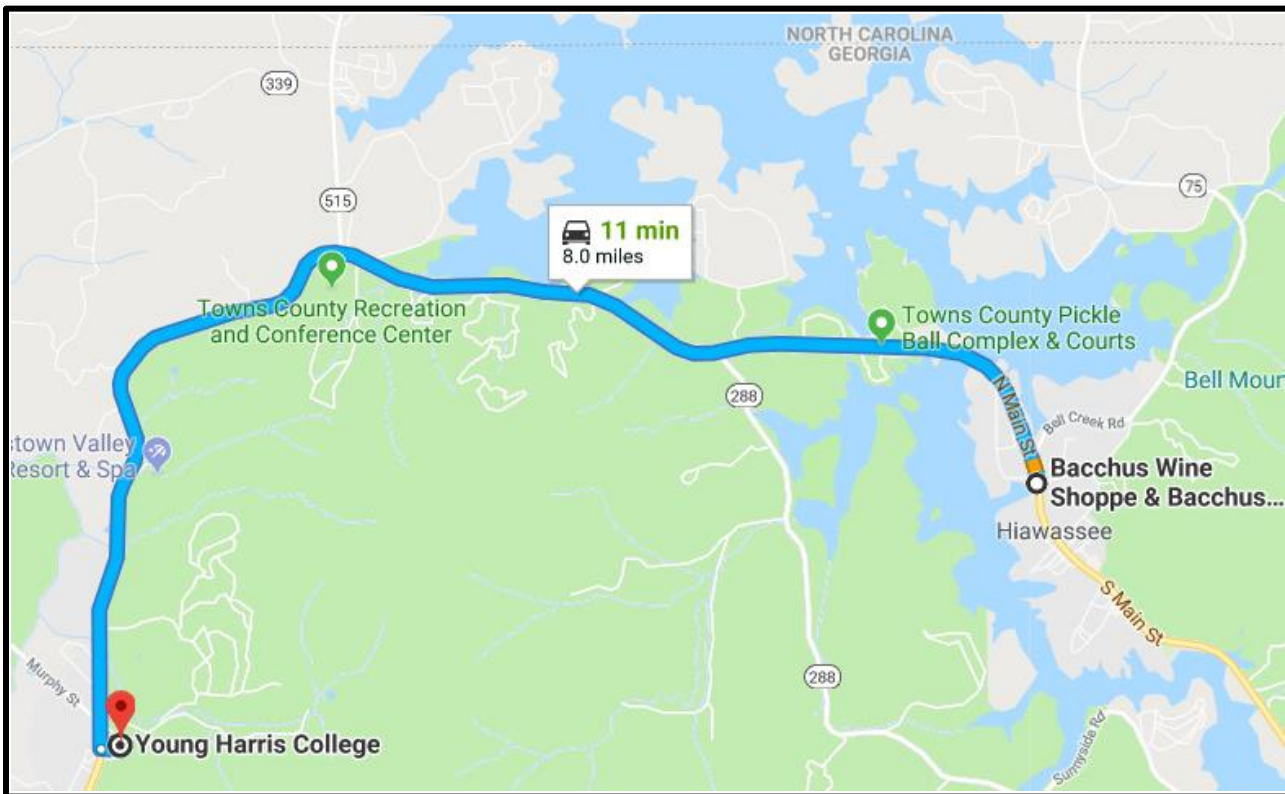 NORTH CAROLINA
GEORGIA
339
75
515
11 min
8.0 miles
Towns County Recreation
and Conference Center
Towns County Pickle
Ball Complex & Courts
Bell Moun
288
N Main St
Bell Creek Rd
stown Valley
Resort & Spa
Bacchus Wine
Shoppe & Bacchus...
Hiawassee
S Main St
Murphy St
288
Sunnyside Rd
Young Harris College